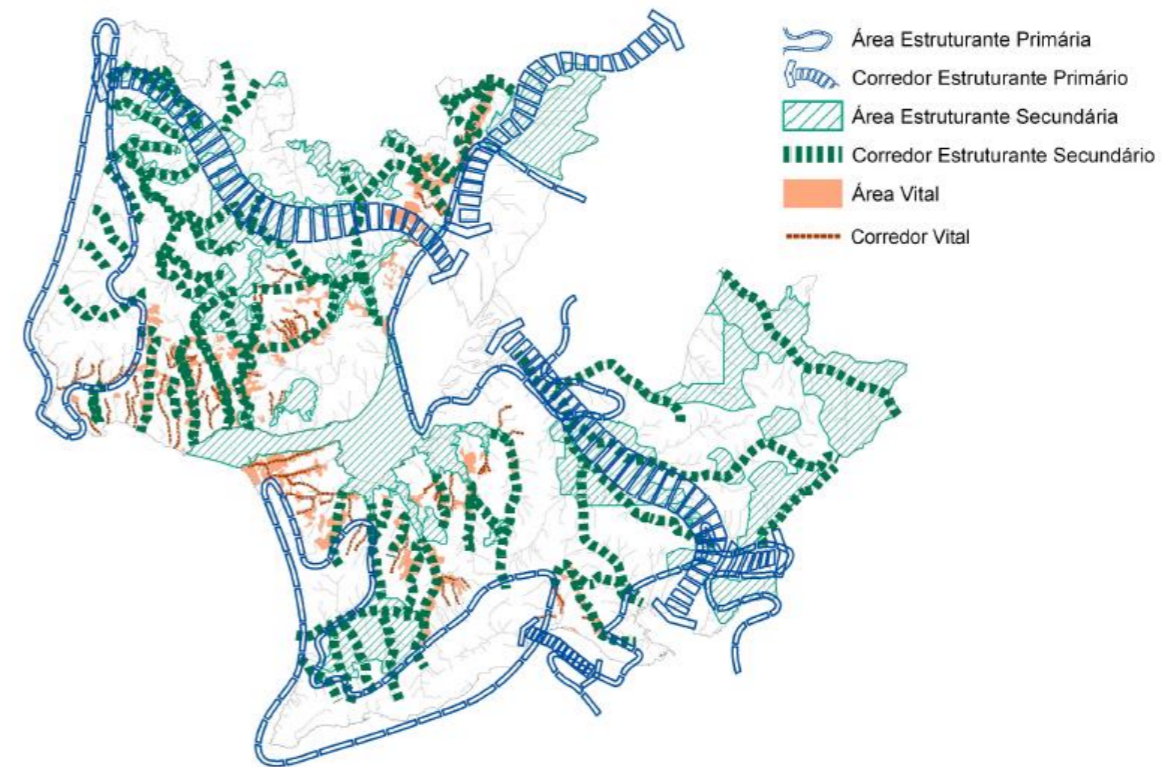 Área Estruturante Primária
Corredor Estruturante Primário
Área Estruturante Secundária
Corredor Estruturante Secundário
Área Vital
Corredor Vital